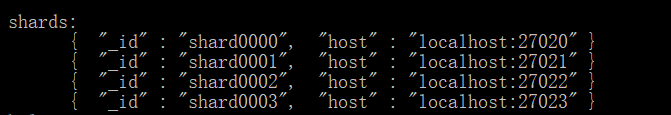 shards:
{ "_id" : "shard0000", "host" : "localhost:27020" }
{ "_id" : "shard0001", "host" : "localhost:27021" }
{ "_id" : "shard0002", "host" : "localhost:27022" }
{ "_id" : "shard0003", "host" : "localhost:27023" }